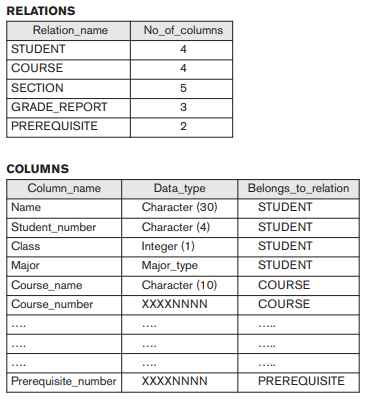 RELATIONS
Relation_name No_of_columns
STUDENT 4
COURSE 4
SECTION 5
GRADE_REPORT 3
PREREQUISITE 2
COLUMNS
Column_name Data_type Belongs_to_relation
Name Character (30) STUDENT
Student_number Character (4) STUDENT
Class Integer (1) STUDENT
Major Major_type STUDENT
Course_name Character (10) COURSE
Course_number XXXXNNNN COURSE
…. …. …..
…. …. …..
…. …. …..
Prerequisite_number XXXXNNNN PREREQUISITE